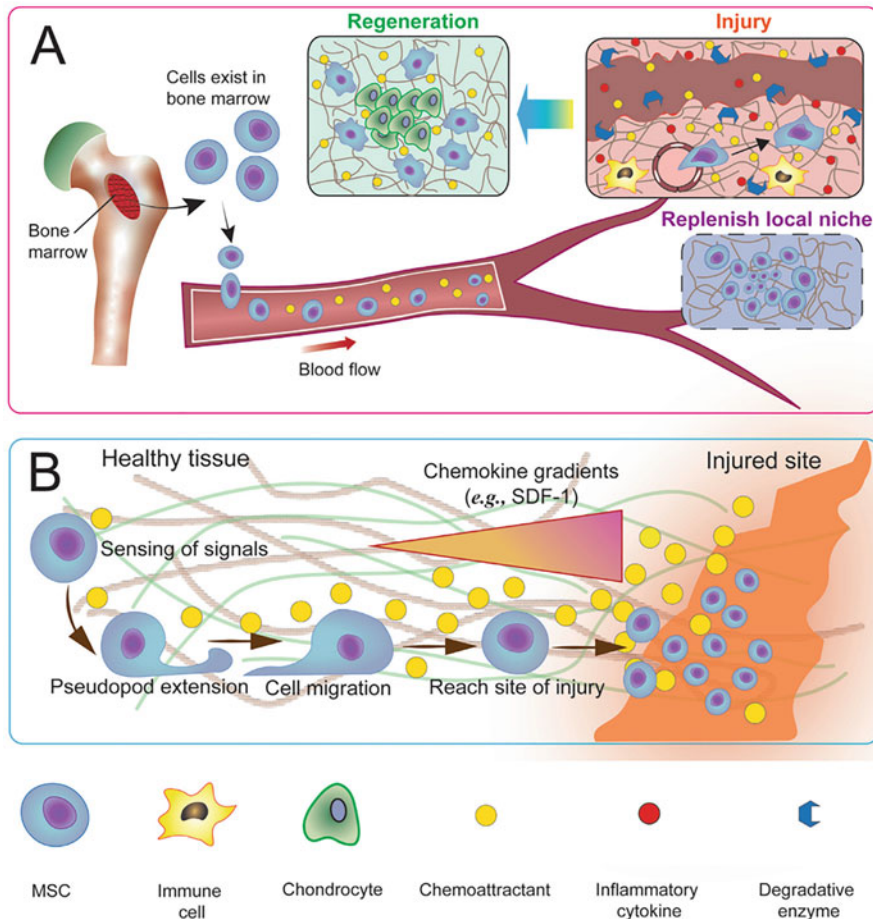 A
Regeneration
Injury
Cells exist in
bone marrow
Bone
marrow
Replenish local niche
Blood flow
B
Healthy tissue
Chemokine gradients
(e.g., SDF-1)
Injured site
Sensing of signals
Pseudopod extension
Cell migration
Reach site of injury
MSC
Immune
cell
Chondrocyte
Chemoattractant
Inflammatory
cytokine
Degradative
enzyme